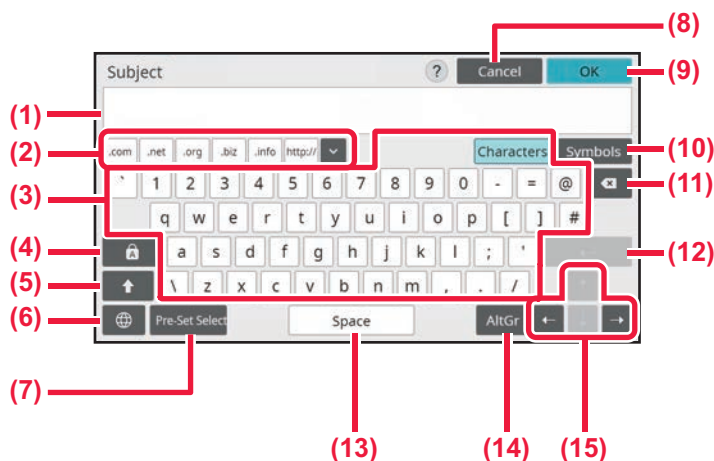 (8)
Subject ? Cancel OK (9)
(1)
(2) .com .net .org .biz .info http:// Characters Symbols (10)
(3) ` 1 2 3 4 5 6 7 8 9 0 - = @ (11)
q w e r t y u i o p [ ] #
(4) A a s d f g h j k l ; ' (12)
(5) \ z x c v b n m , . /
(6) Pre-Set Select Space AltGr ← ↓ →
(7)
(13) (14) (15)